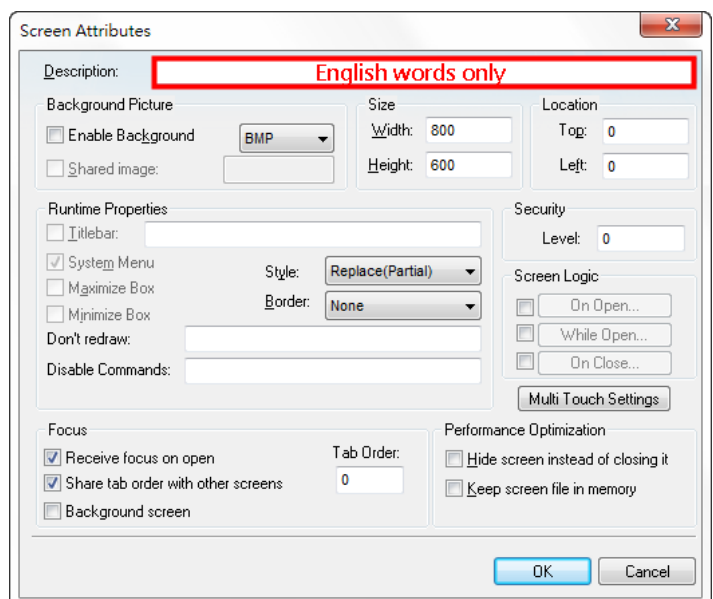 Screen Attributes
Description: English words only
Background Picture
Enable Background BMP
Shared image:
Size
Width: 800
Height: 600
Location
Top: 0
Left: 0
Runtime Properties
Titlebar:
System Menu
Maximize Box
Minimize Box
Style: Replace(Partial)
Border: None
Don't redraw:
Disable Commands:
Security
Level: 0
Screen Logic
On Open...
While Open...
On Close...
Multi Touch Settings
Focus
Receive focus on open
Share tab order with other screens
Background screen
Tab Order:
0
Performance Optimization
Hide screen instead of closing it
Keep screen file in memory
OK Cancel